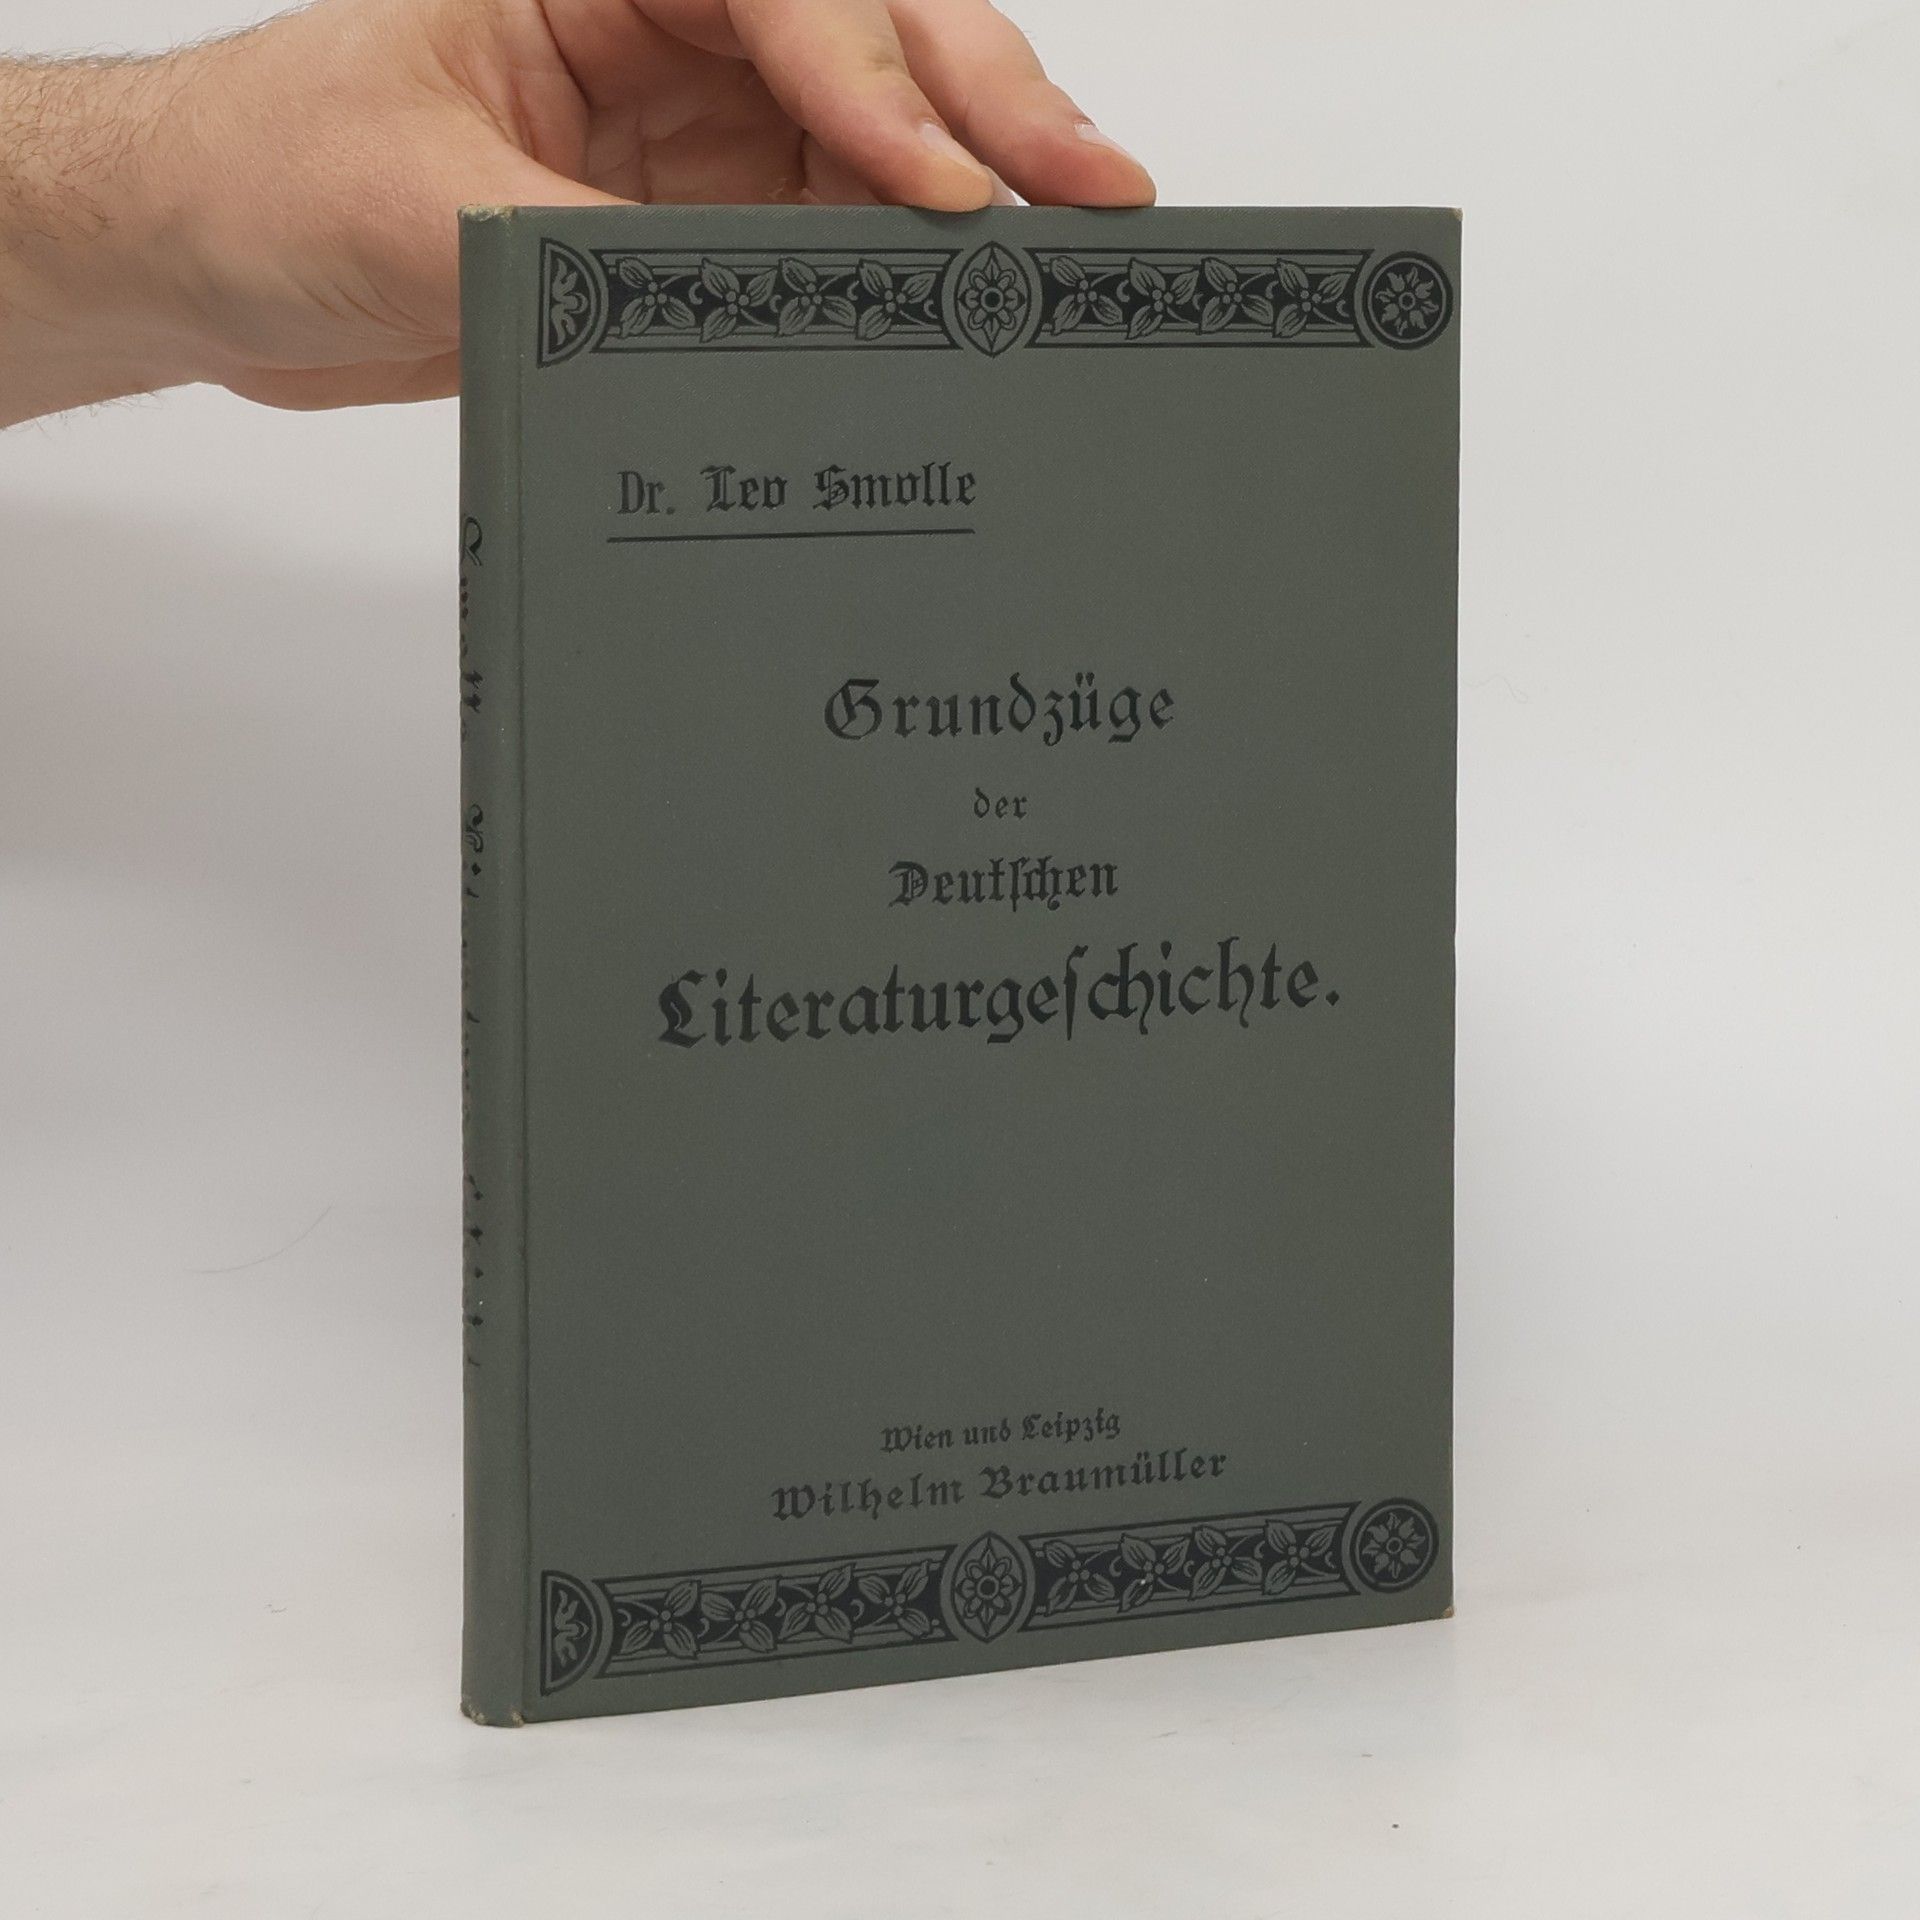 Dr. Leo Smolle
Grundzüge
der
Deutſchen
Literaturgeſchichte.
Wien und Leipzig
Wilhelm Braumüller